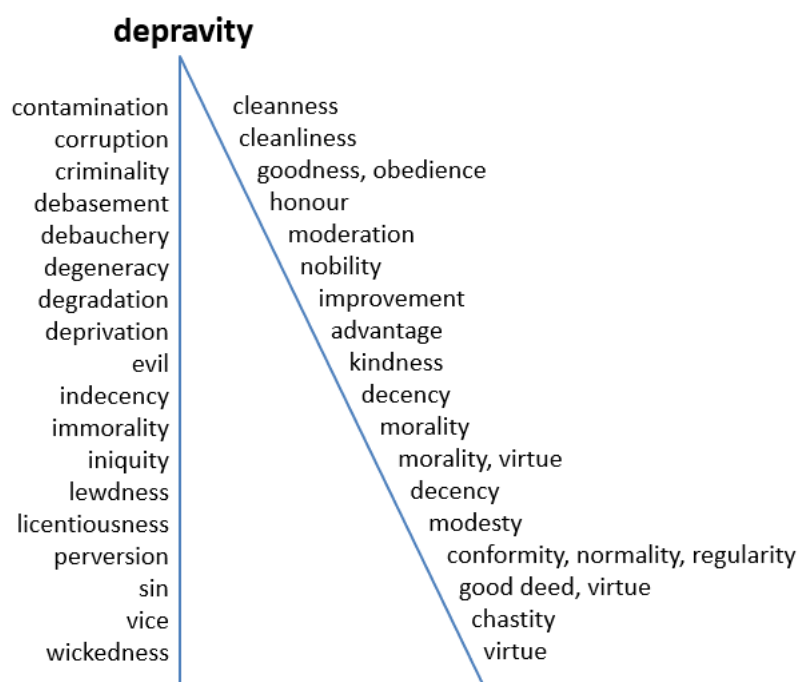 depravity
contamination cleanness
corruption cleanliness
criminality goodness, obedience
debasement honour
debauchery moderation
degeneracy nobility
degradation improvement
deprivation advantage
evil kindness
indecency decency
immorality morality
iniquity morality, virtue
lewdness decency
licentiousness modesty
perversion conformity, normality, regularity
sin good deed, virtue
vice chastity
wickedness virtue